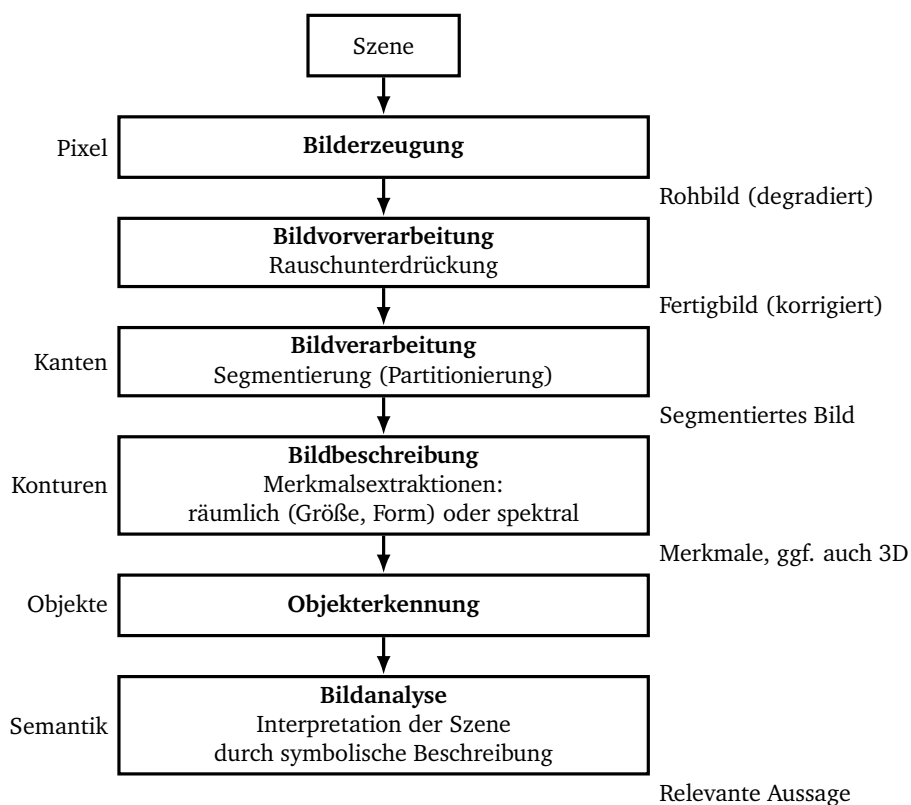 Szene
Pixel
Bilderzeugung
Rohbild (degradiert)
Bildvorverarbeitung
Rauschunterdrückung
Fertigbild (korrigiert)
Kanten
Bildverarbeitung
Segmentierung (Partitionierung)
Segmentiertes Bild
Konturen
Bildbeschreibung
Merkmalsextraktionen:
räumlich (Größe, Form) oder spektral
Merkmale, ggf. auch 3D
Objekte
Objekterkennung
Semantik
Bildanalyse
Interpretation der Szene
durch symbolische Beschreibung
Relevante Aussage